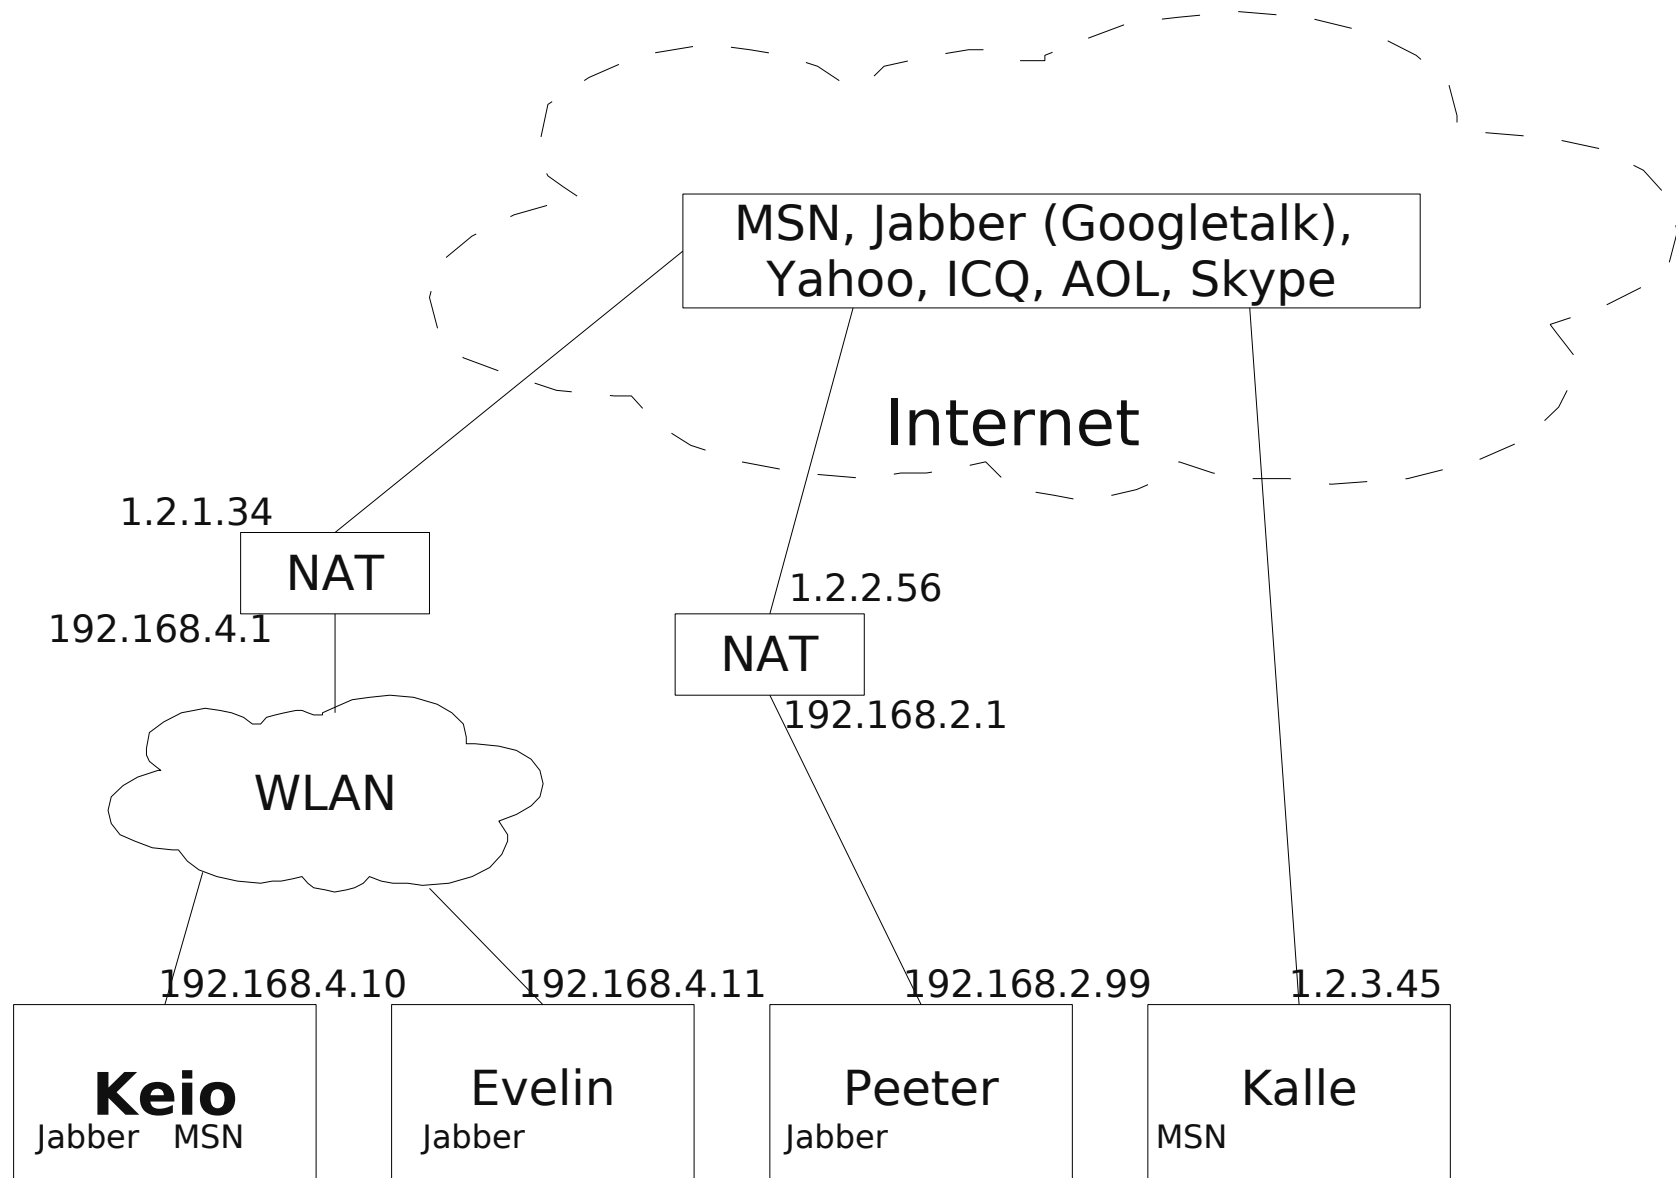 MSN, Jabber (Googletalk),
Yahoo, ICQ, AOL, Skype
Internet
1.2.1.34
NAT
192.168.4.1
1.2.2.56
NAT
192.168.2.1
WLAN
192.168.4.10
192.168.4.11
192.168.2.99
1.2.3.45
Keio
Jabber MSN
Evelin
Jabber
Peeter
Jabber
Kalle
MSN